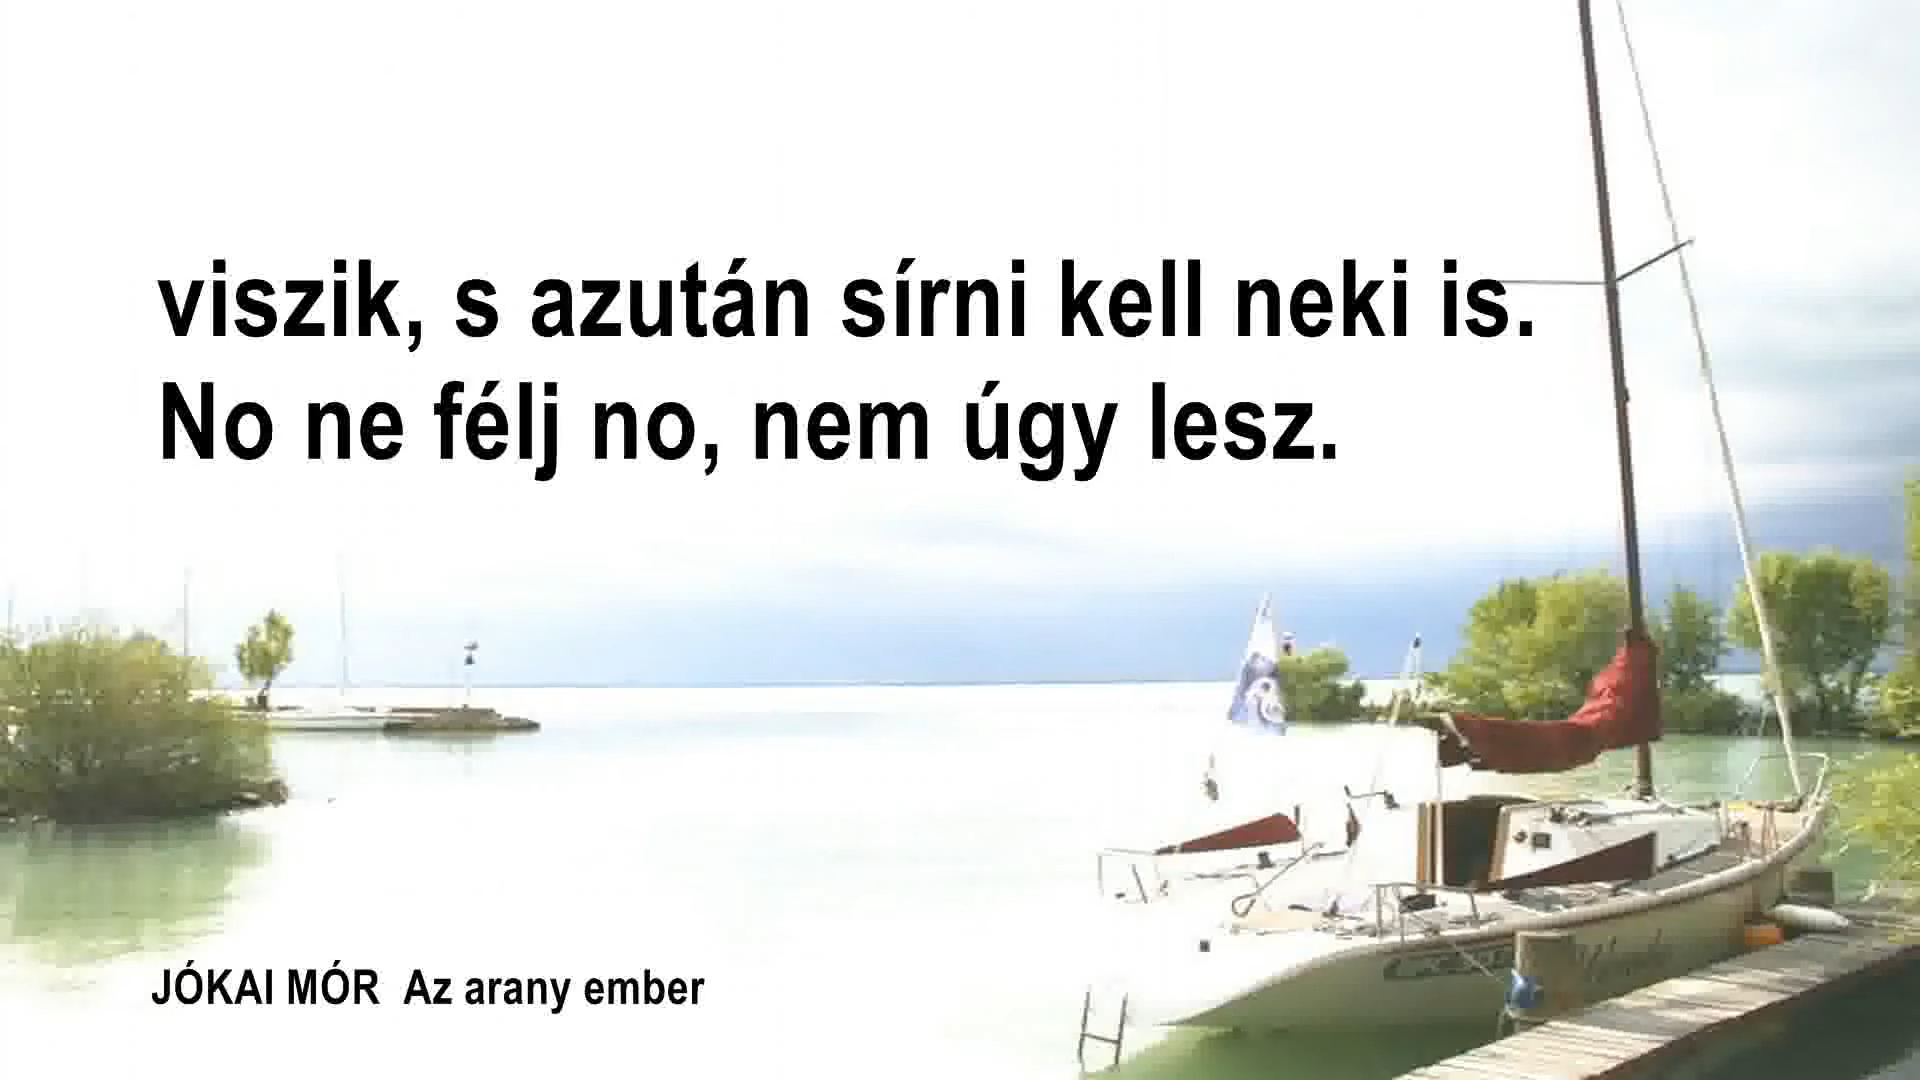 viszik, s azután sírni kell neki is.
No ne félj no, nem úgy lesz.
JÓKAI MÓR Az arany ember